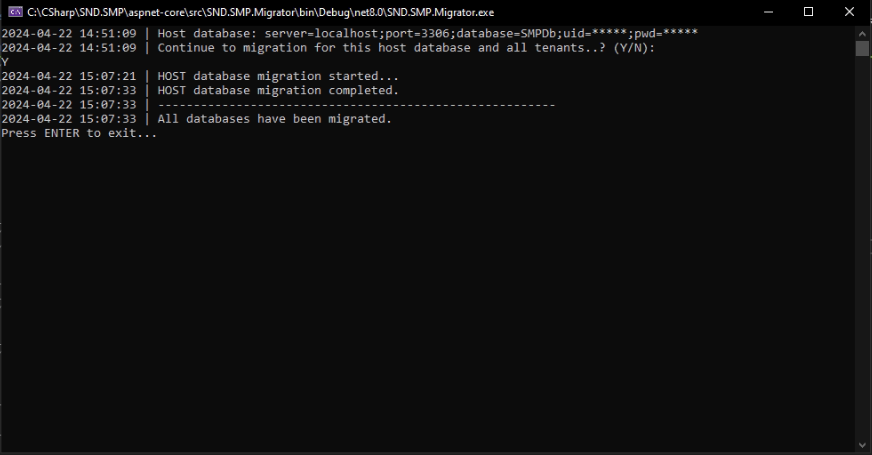 C:\CSharp\SND.SMP\aspnet-core\src\SND.SMP.Migrator\bin\Debug\net8.0\SND.SMP.Migrator.exe
2024-04-22 14:51:09 | Host database: server=localhost;port=3306;database=SMPDb;uid=*****;pwd=*****
2024-04-22 14:51:09 | Continue to migration for this host database and all tenants..? (Y/N):
Y
2024-04-22 15:07:21 | HOST database migration started...
2024-04-22 15:07:33 | HOST database migration completed.
2024-04-22 15:07:33 | --------------------------------------------------------
2024-04-22 15:07:33 | All databases have been migrated.
Press ENTER to exit...